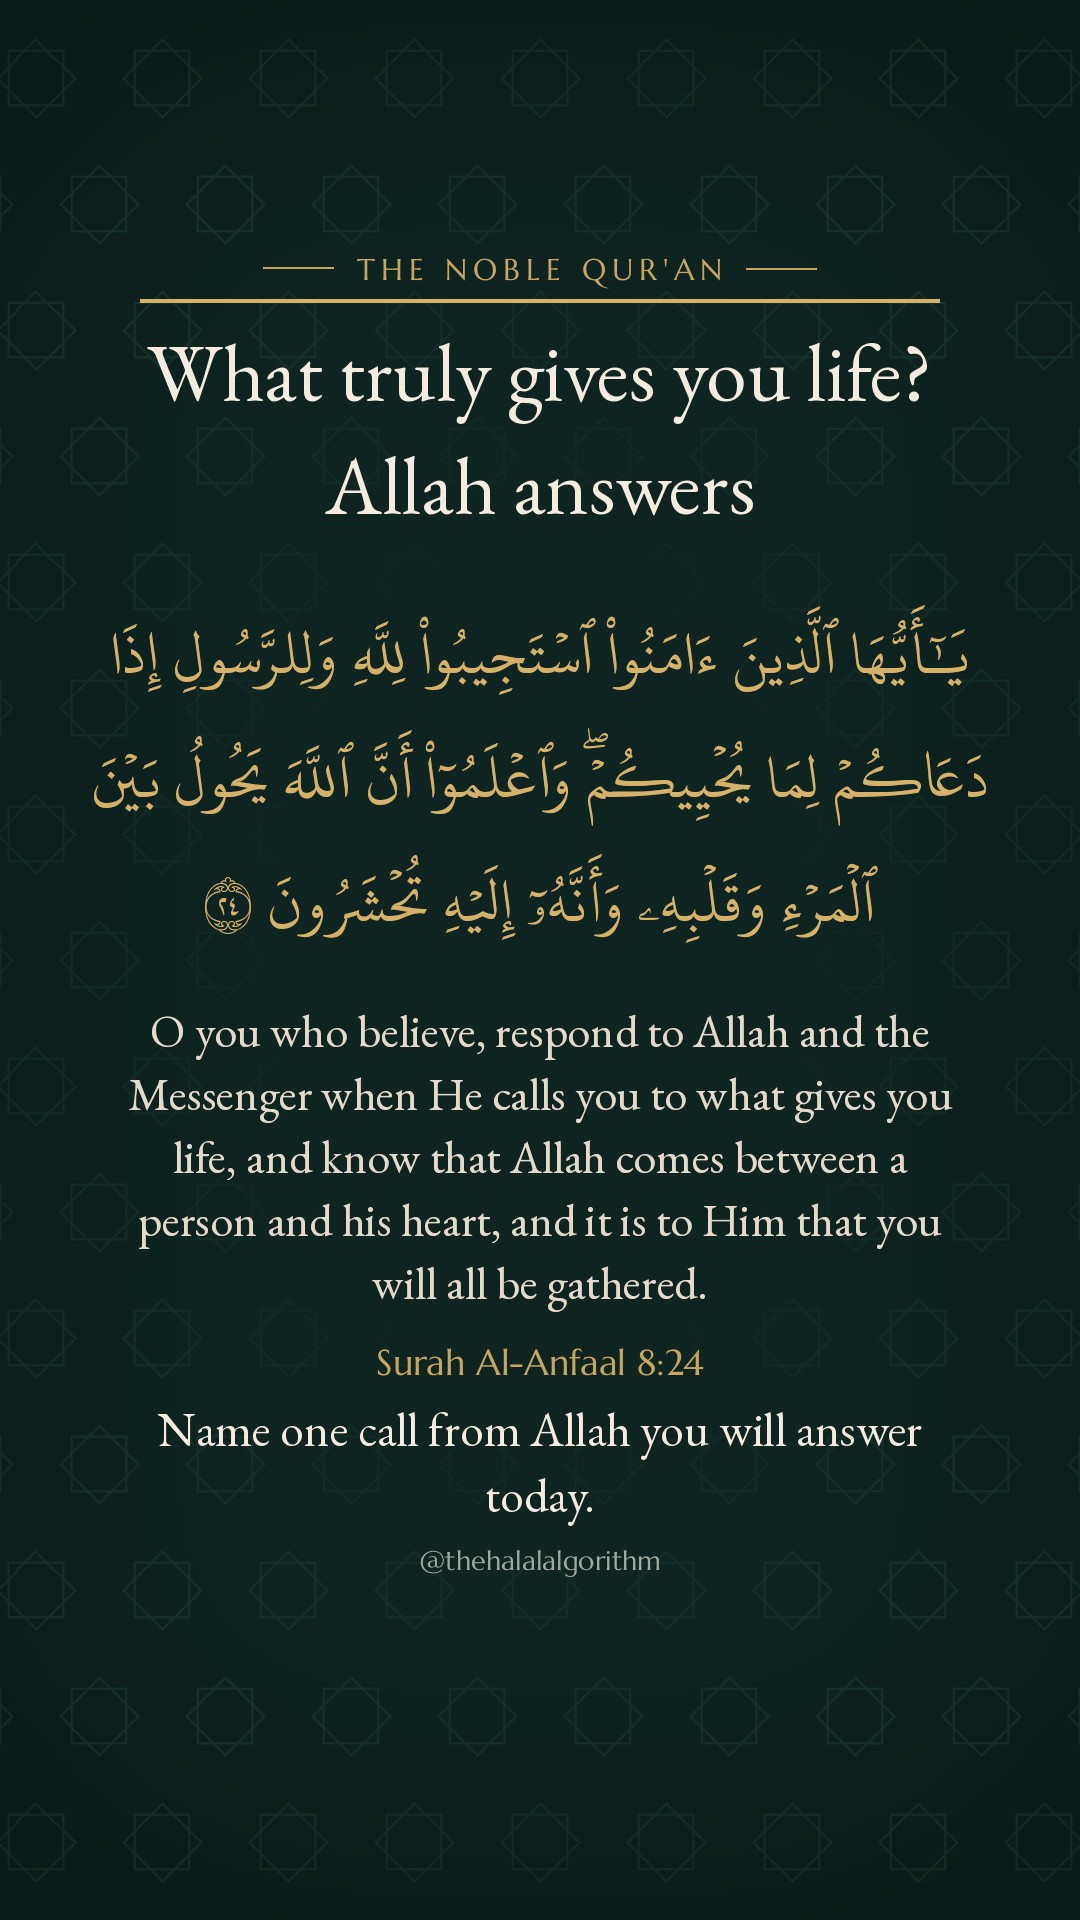 THE NOBLE QUR'AN
What truly gives you life?
Allah answers
يَـٰٓأَيُّهَا ٱلَّذِينَ ءَامَنُوا۟ ٱسْتَجِيبُوا۟ لِلَّهِ وَلِلرَّسُولِ إِذَا
دَعَاكُمْ لِمَا يُحْيِيكُمْ ۖ وَٱعْلَمُوٓا۟ أَنَّ ٱللَّهَ يَحُولُ بَيْنَ
ٱلْمَرْءِ وَقَلْبِهِۦ وَأَنَّهُۥٓ إِلَيْهِ تُحْشَرُونَ ٢٤
O you who believe, respond to Allah and the
Messenger when He calls you to what gives you
life, and know that Allah comes between a
person and his heart, and it is to Him that you
will all be gathered.
Surah Al-Anfaal 8:24
Name one call from Allah you will answer
today.
@thehalalalgorithm